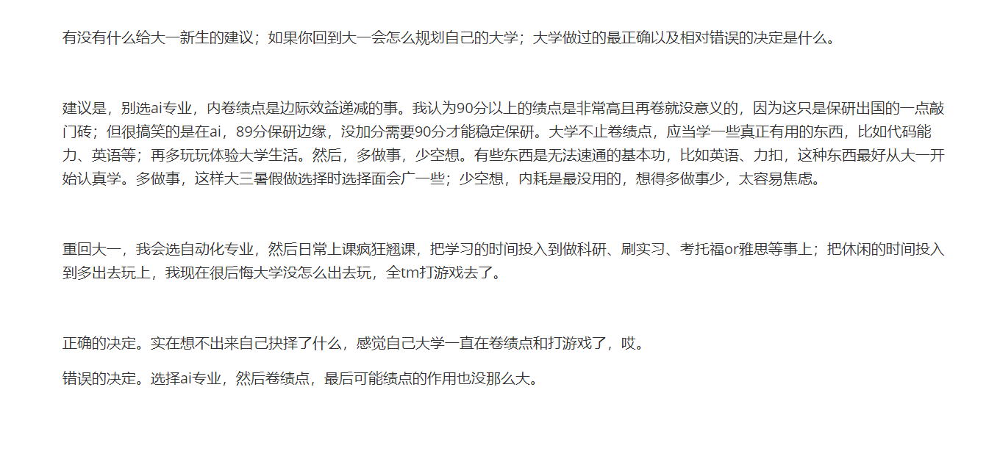 有没有什么给大一新生的建议；如果你回到大一会怎么规划自己的大学；大学做过的最正确以及相对错误的决定是什么。
建议是，别选ai专业，内卷绩点是边际效益递减的事。我认为90分以上的绩点是非常高且再卷就没意义的，因为这只是保研出国的一点敲
门砖；但很搞笑的是在ai，89分保研边缘，没加分需要90分才能稳定保研。大学不止卷绩点，应当学一些真正有用的东西，比如代码能
力、英语等；再多玩玩体验大学生活。然后，多做事，少空想。有些东西是无法速通的基本功，比如英语、力扣，这种东西最好从大一开
始认真学。多做事，这样大三暑假做选择时选择面会广一些；少空想，内耗是最没用的，想得多做事少，太容易焦虑。
重回大一，我会选自动化专业，然后日常上课疯狂翘课，把学习的时间投入到做科研、刷实习、考托福or雅思等事上；把休闲的时间投入
到多出去玩上，我现在很后悔大学没怎么出去玩，全tm打游戏去了。
正确的决定。实在想不出来自己抉择了什么，感觉自己大学一直在卷绩点和打游戏了，哎。
错误的决定。选择ai专业，然后卷绩点，最后可能绩点的作用也没那么大。